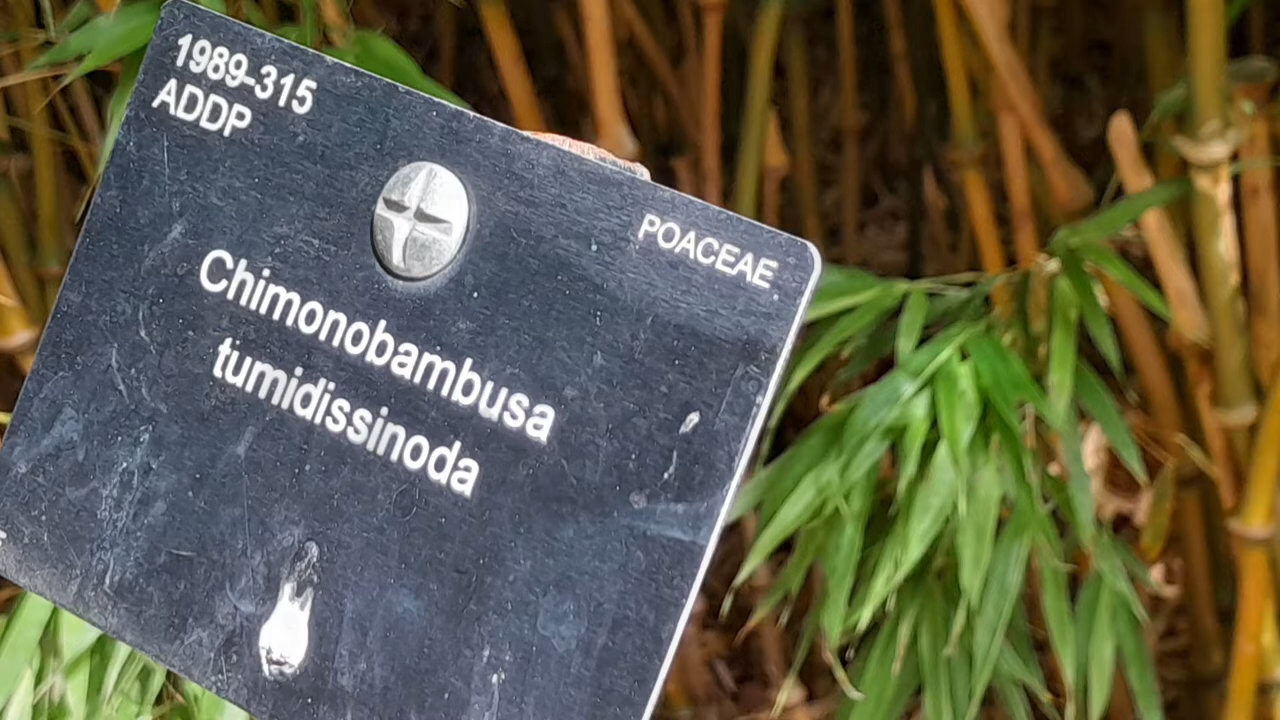 1989-315
ADDP
POACEAE
Chimonobambusa
tumidissinoda